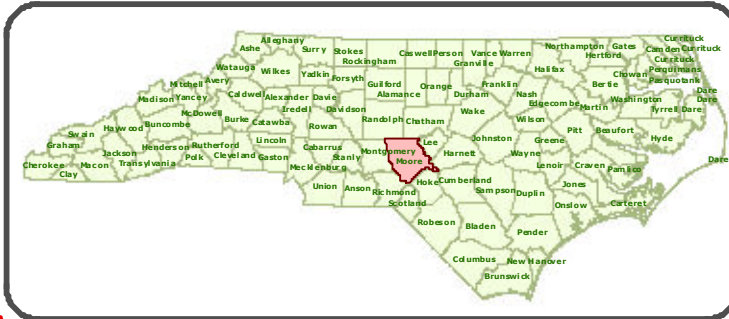 Alleghany
Currituck
Ashe
Surry
Stokes
Rockingham
Caswell
Person
Vance
Warren
Granville
Northampton
Hertford
Gates
Camden
Currituck
Currituck
Watauga
Wilkes
Yadkin
Forsyth
Guilford
Alamance
Orange
Durham
Franklin
Halifax
Bertie
Chowan
Perquimans
Pasquotank
Mitchell
Avery
Caldwell
Alexander
Davie
Iredell
Davidson
Nash
Edgecombe
Martin
Washington
Tyrrell
Dare
Dare
Madison
Yancey
McDowell
Burke
Catawba
Rowan
Randolph
Chatham
Wake
Wilson
Pitt
Beaufort
Hyde
Swain
Haywood
Buncombe
Henderson
Rutherford
Lincoln
Cabarrus
Stanly
Montgomery
Moore
Lee
Harnett
Johnston
Wayne
Greene
Lenoir
Craven
Pamlico
Dare
Graham
Jackson
Cherokee
Macon
Transylvania
Polk
Cleveland
Gaston
Mecklenburg
Clay
Union
Anson
Richmond
Hoke
Cumberland
Sampson
Duplin
Jones
Onslow
Carteret
Scotland
Robeson
Bladen
Pender
Columbus
New Hanover
Brunswick